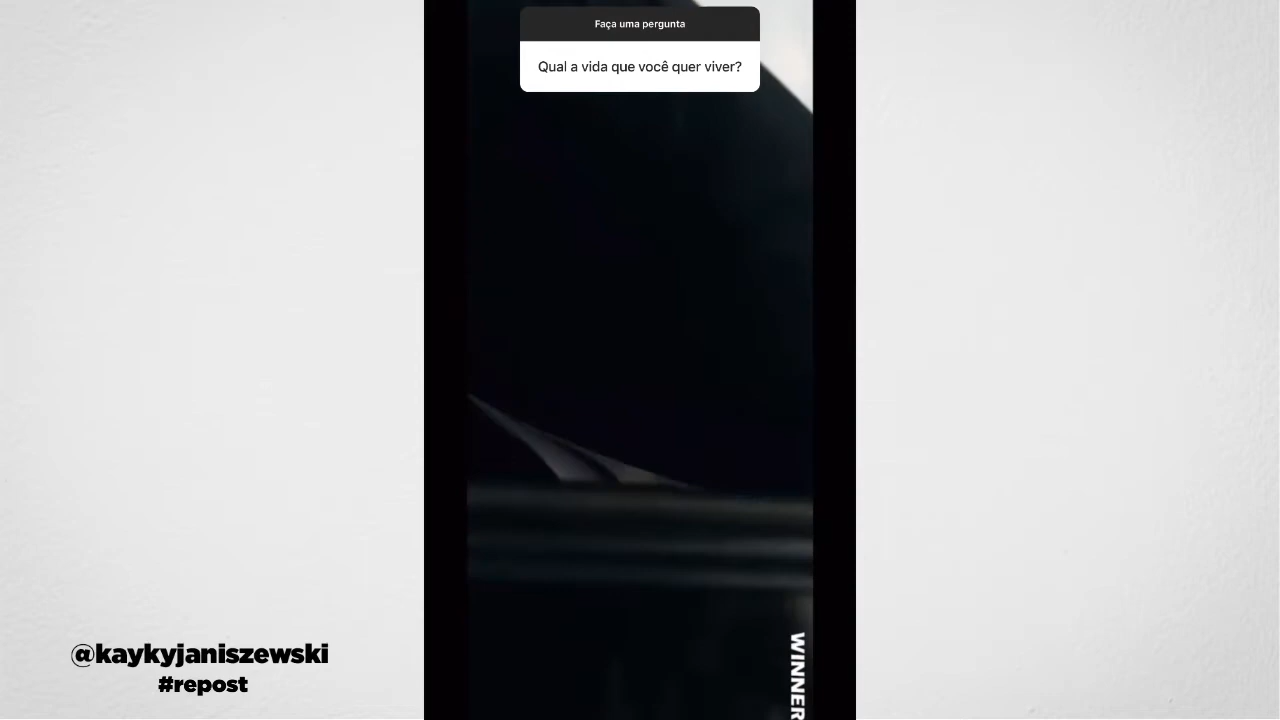 Faça uma pergunta
Qual a vida que você quer viver?
WINNER
@kaykyjaniszewski
#repost